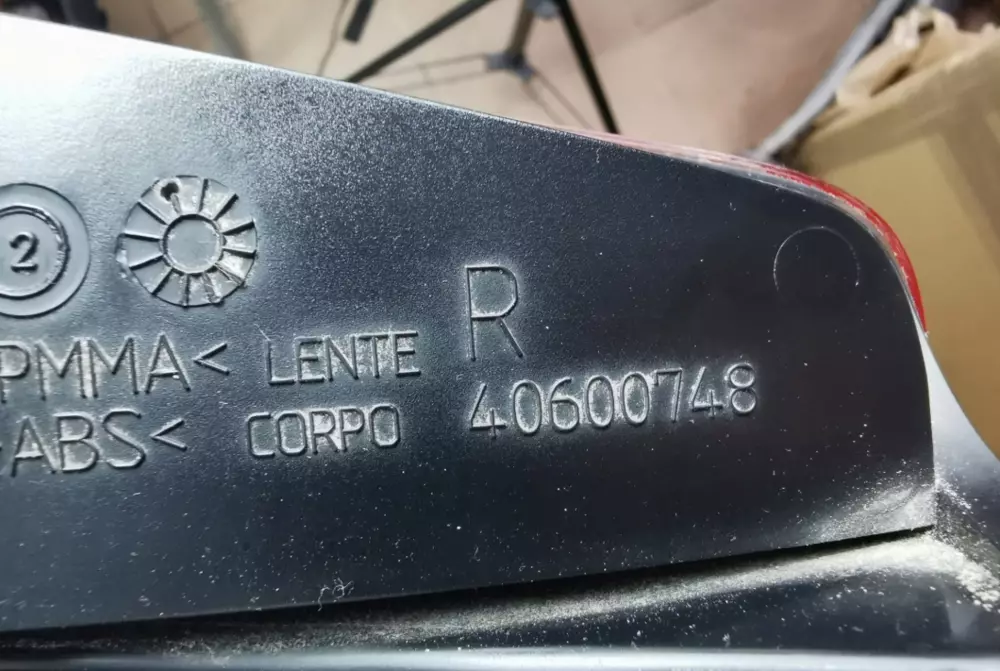 2
R
PMMA< LENTE
>ABS< CORPO 40600748